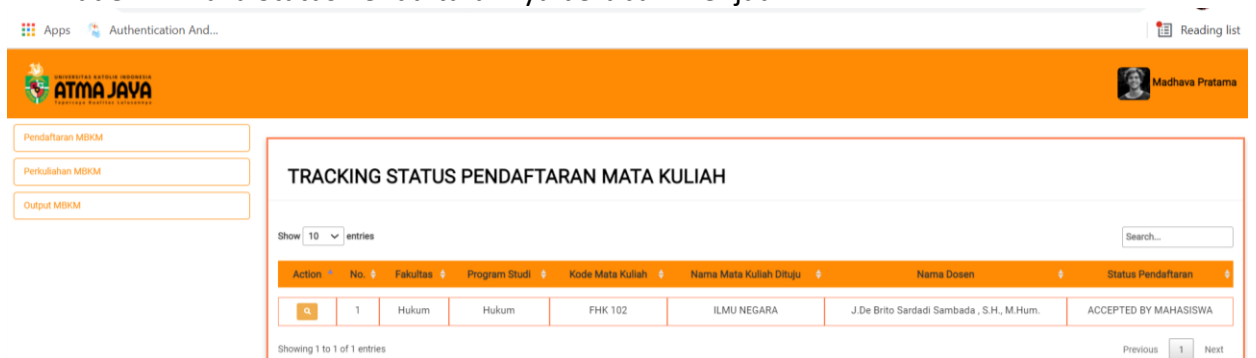 Apps
Authentication And...
Reading list
UNIVERSITAS KATOLIK INDONESIA
ATMA JAYA
Madhava Pratama
Pendaftaran MBKM
Perkuliahan MBKM
Output MBKM
TRACKING STATUS PENDAFTARAN MATA KULIAH
Show 10 entries
Search...
Action No. Fakultas Program Studi Kode Mata Kuliah Nama Mata Kuliah Dituju Nama Dosen Status Pendaftaran
1 Hukum Hukum FHK 102 ILMU NEGARA J.De Brito Sardadi Sambada , S.H., M.Hum. ACCEPTED BY MAHASISWA
Showing 1 to 1 of 1 entries
Previous 1 Next